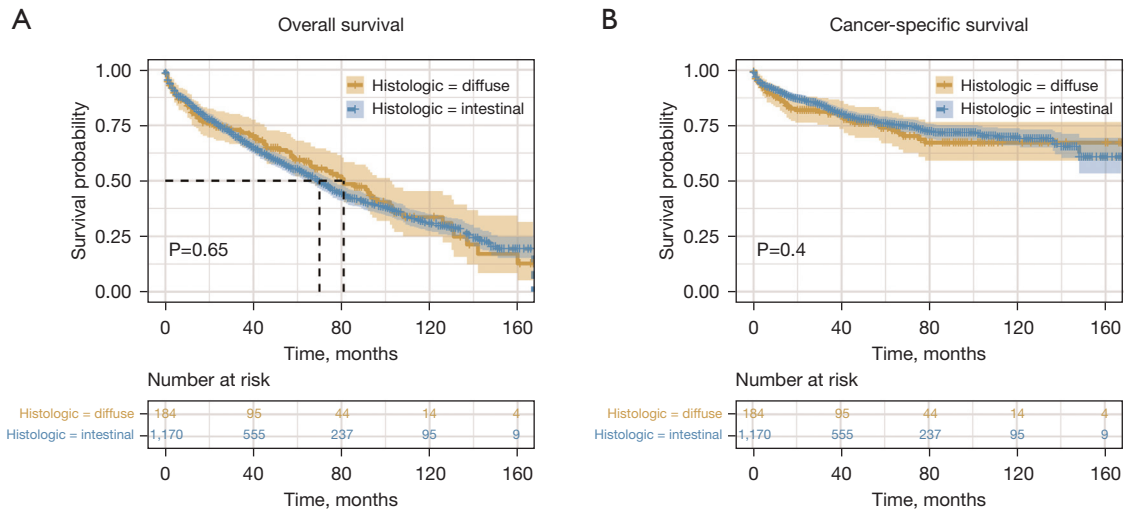 A
Overall survival
Survival probability
1.00
0.75
0.50
0.25
0.00
Histologic = diffuse
Histologic = intestinal
P=0.65
0 40 80 120 160
Time, months
Number at risk
Histologic = diffuse 184 95 44 14 4
Histologic = intestinal 1,170 555 237 95 9
0 40 80 120 160
Time, months
B
Cancer-specific survival
Survival probability
1.00
0.75
0.50
0.25
0.00
Histologic = diffuse
Histologic = intestinal
P=0.4
0 40 80 120 160
Time, months
Number at risk
Histologic = diffuse 184 95 44 14 4
Histologic = intestinal 1,170 555 237 95 9
0 40 80 120 160
Time, months